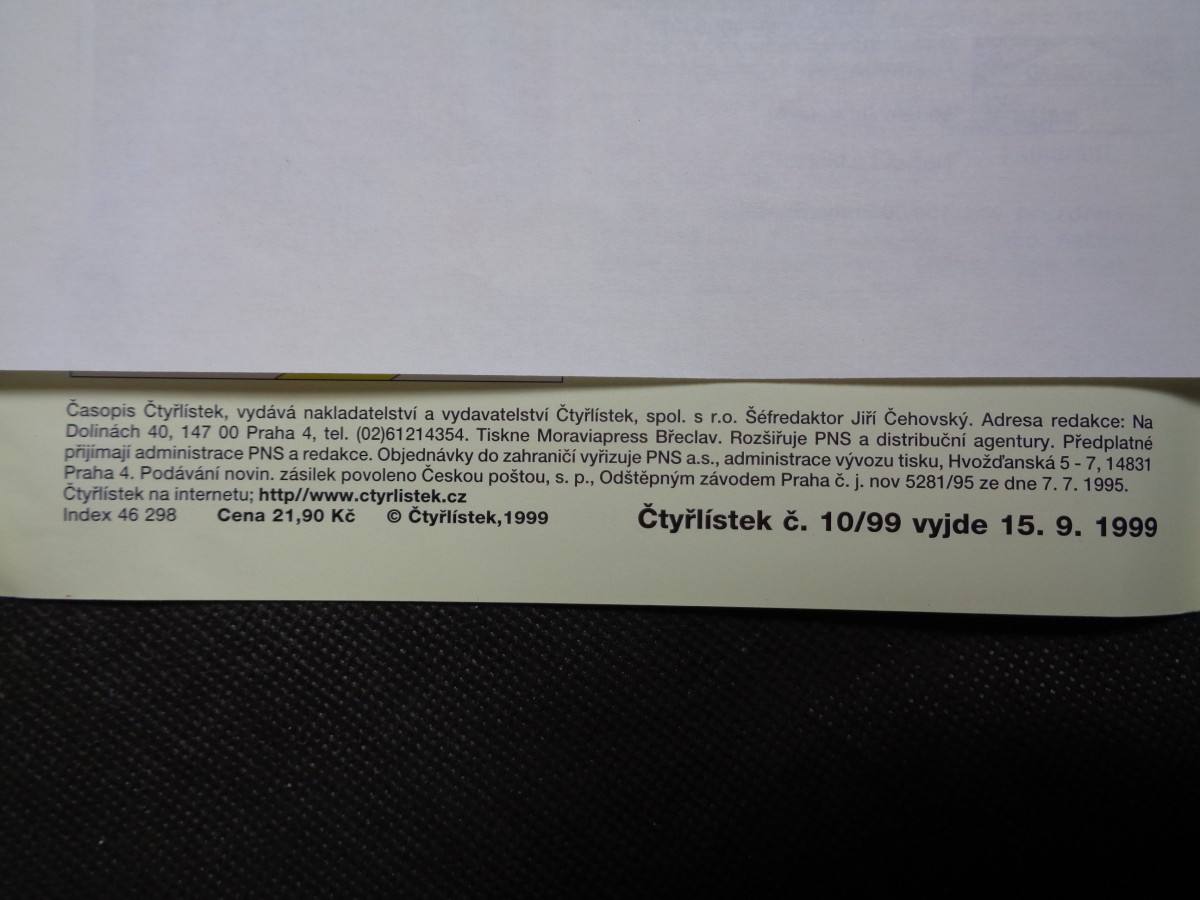 Časopis Čtyřlístek, vydává nakladatelství a vydavatelství Čtyřlístek, spol. s r.o. Šéfredaktor Jiří Čehovský. Adresa redakce: Na
Dolinách 40, 147 00 Praha 4, tel. (02)61214354. Tiskne Moraviapress Břeclav. Rozšiřuje PNS a distribuční agentury. Předplatné
přijímají administrace PNS a redakce. Objednávky do zahraničí vyřizuje PNS a.s., administrace vývozu tisku, Hvožďanská 5 - 7, 14831
Praha 4. Podávání novin. zásilek povoleno Českou poštou, s. p., Odštěpným závodem Praha č. j. nov 5281/95 ze dne 7. 7. 1995.
Čtyřlístek na internetu; http//www.ctyrlistek.cz
Index 46 298 Cena 21,90 Kč © Čtyřlístek,1999 Čtyřlístek č. 10/99 vyjde 15. 9. 1999